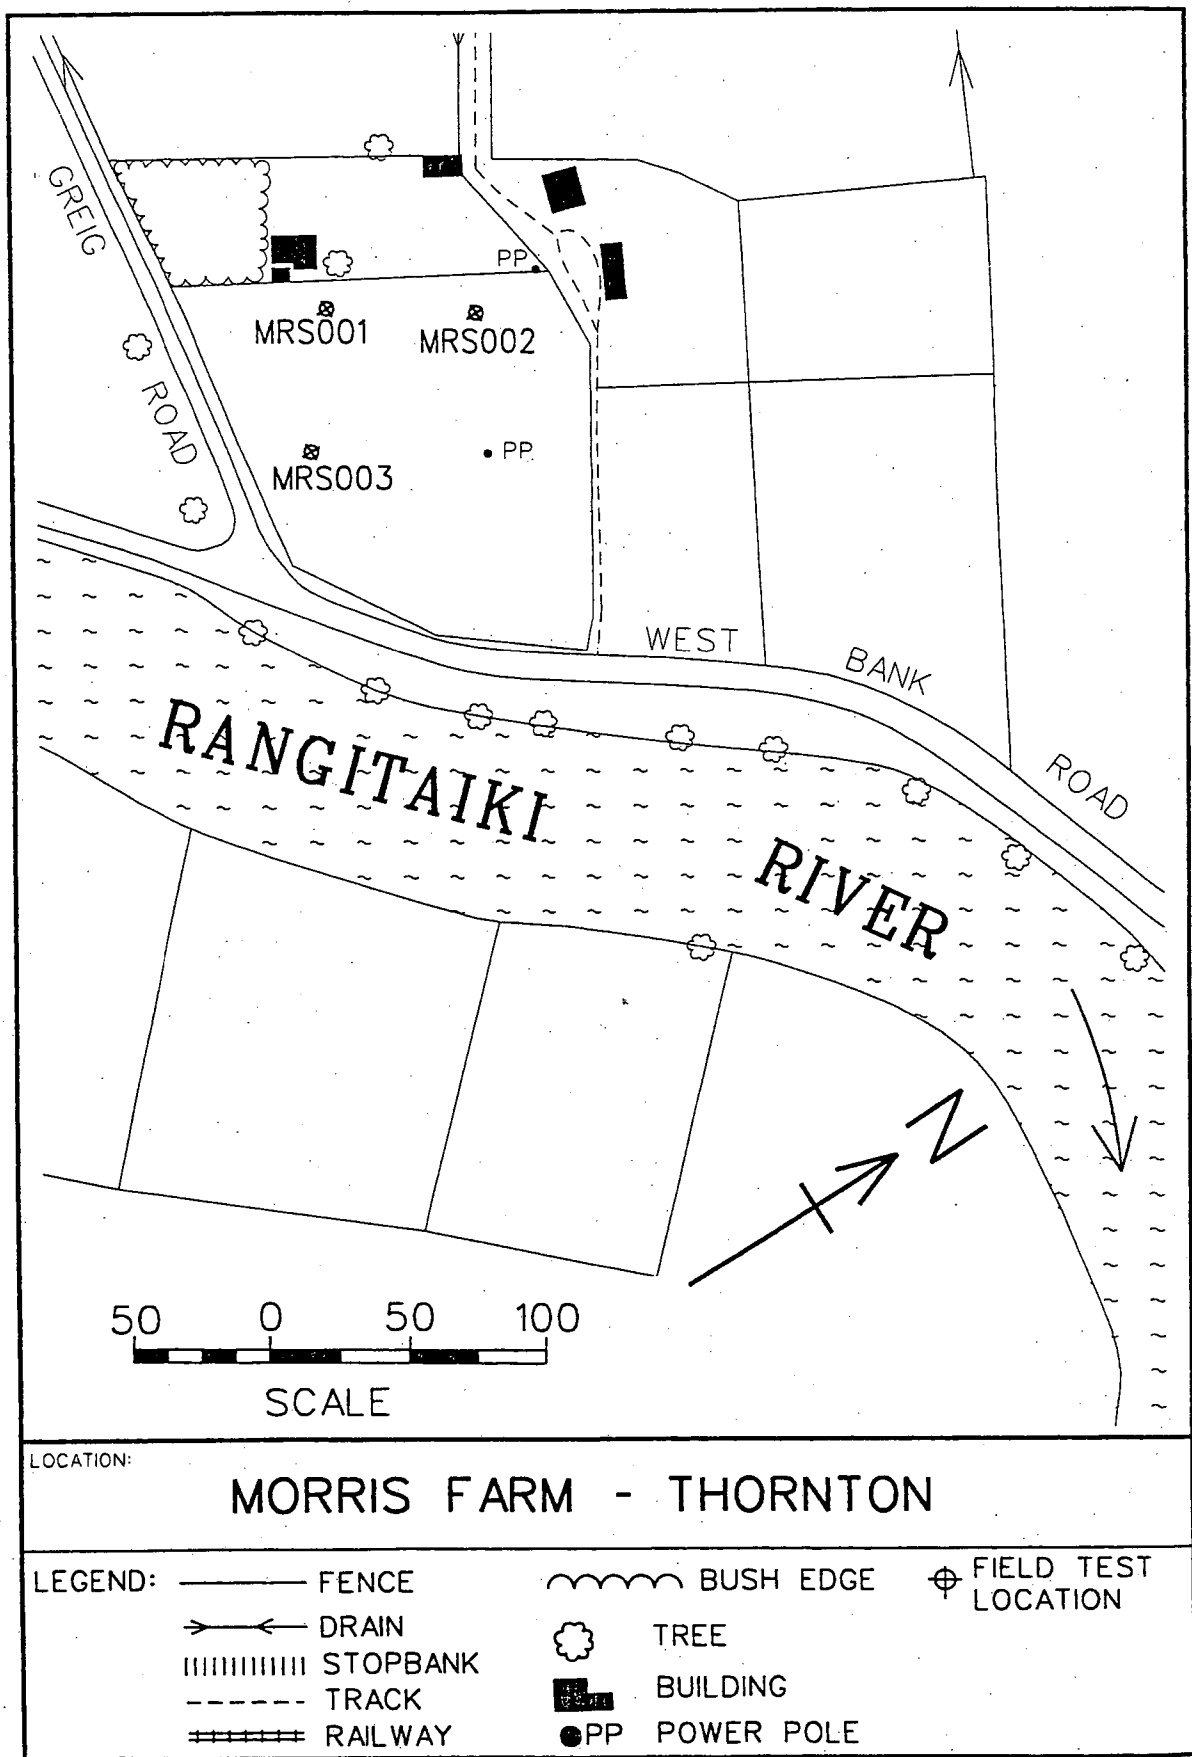 GREIG
ROAD
PP
MRS001
MRS002
MRS003
PP
WEST
BANK
ROAD
RANGITAIKI
RIVER
N
50 0 50 100
SCALE
LOCATION:
MORRIS FARM - THORNTON
LEGEND:
FENCE
DRAIN
STOPBANK
TRACK
RAILWAY
BUSH EDGE
TREE
BUILDING
PP POWER POLE
FIELD TEST
LOCATION